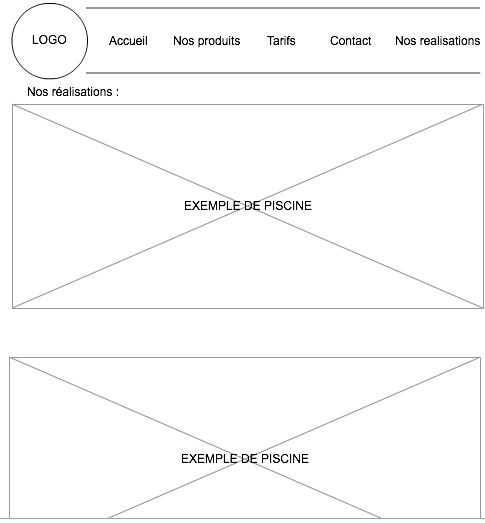 LOGO Accueil Nos produits Tarifs Contact Nos realisations
Nos réalisations :
EXEMPLE DE PISCINE
EXEMPLE DE PISCINE